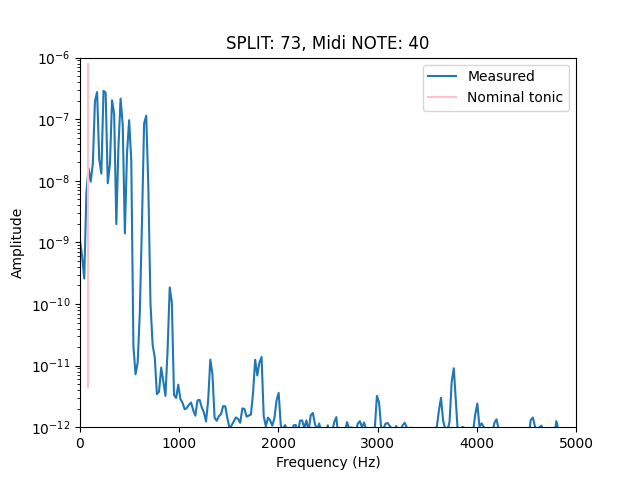 SPLIT: 73, Midi NOTE: 40
Measured
Nominal tonic
10⁻⁶
10⁻⁷
10⁻⁸
10⁻⁹
10⁻¹⁰
10⁻¹¹
10⁻¹²
Amplitude
0 1000 2000 3000 4000 5000
Frequency (Hz)